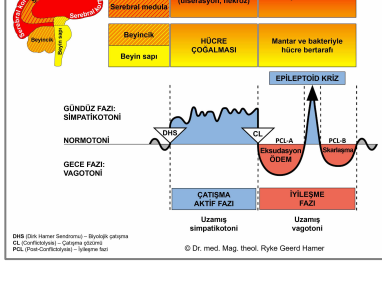 (ülserasyon, nekroz)
Serebral medula
Serebral kor
Beyincik
Beyin sapı
Beyincik
Beyin sapı
HÜCRE
ÇOĞALMASI
Mantar ve bakteriyle
hücre bertarafı
EPİLEPTOİD KRİZ
GÜNDÜZ FAZI:
SİMPATİKOTONİ
DHS
CL
NORMOTONİ
PCL-A
PCL-B
Eksudasyon
ÖDEM
Skarlaşma
GECE FAZI:
VAGOTONİ
ÇATIŞMA
AKTİF FAZI
İYİLEŞME
FAZI
Uzamış
simpatikotoni
Uzamış
vagotoni
DHS (Dirk Hamer Sendromu) – Biyolojik çatışma
CL (Conflictolysis) – Çatışma çözümü
PCL (Post-Conflictolysis) – İyileşme fazi
© Dr. med. Mag. theol. Ryke Geerd Hamer